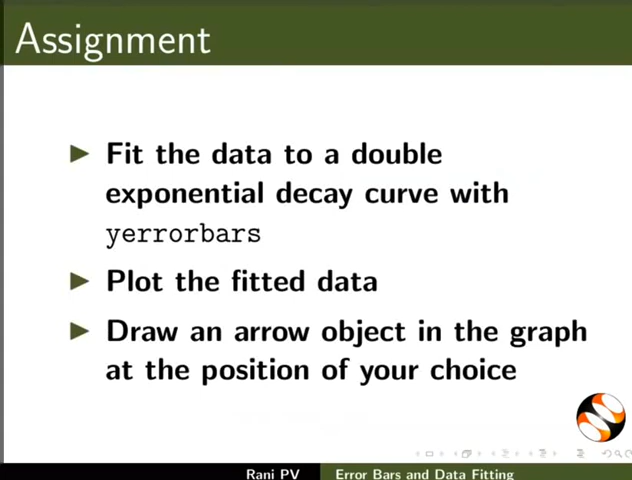 Assignment
Fit the data to a double
exponential decay curve with
yerrorbars
Plot the fitted data
Draw an arrow object in the graph
at the position of your choice
Rani PV Error Bars and Data Fitting